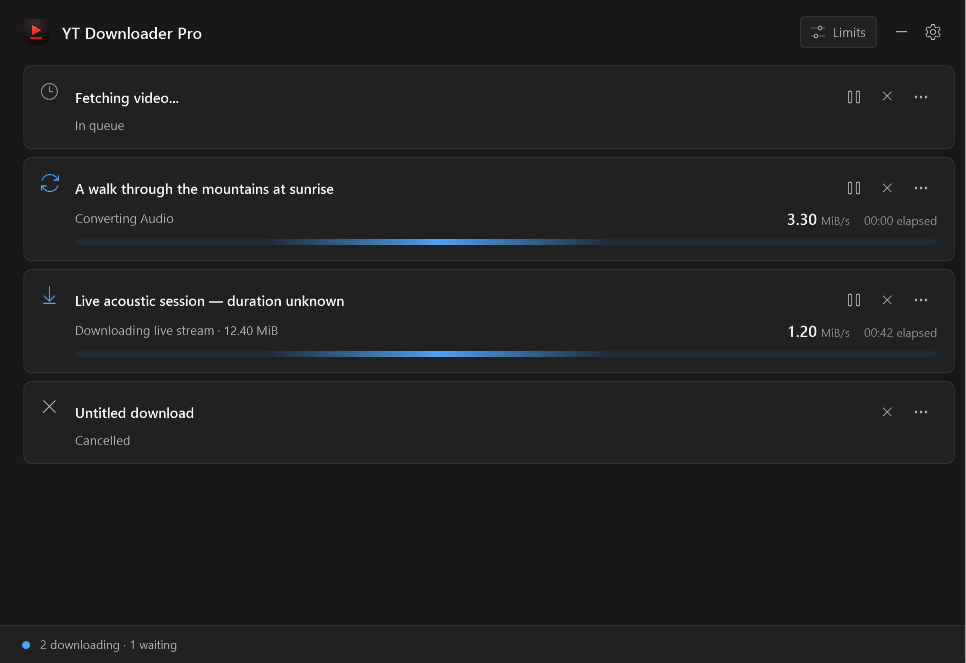 YT Downloader Pro
Limits
Fetching video...
In queue
A walk through the mountains at sunrise
Converting Audio
3.30 MiB/s 00:00 elapsed
Live acoustic session — duration unknown
Downloading live stream · 12.40 MiB
1.20 MiB/s 00:42 elapsed
Untitled download
Cancelled
2 downloading · 1 waiting